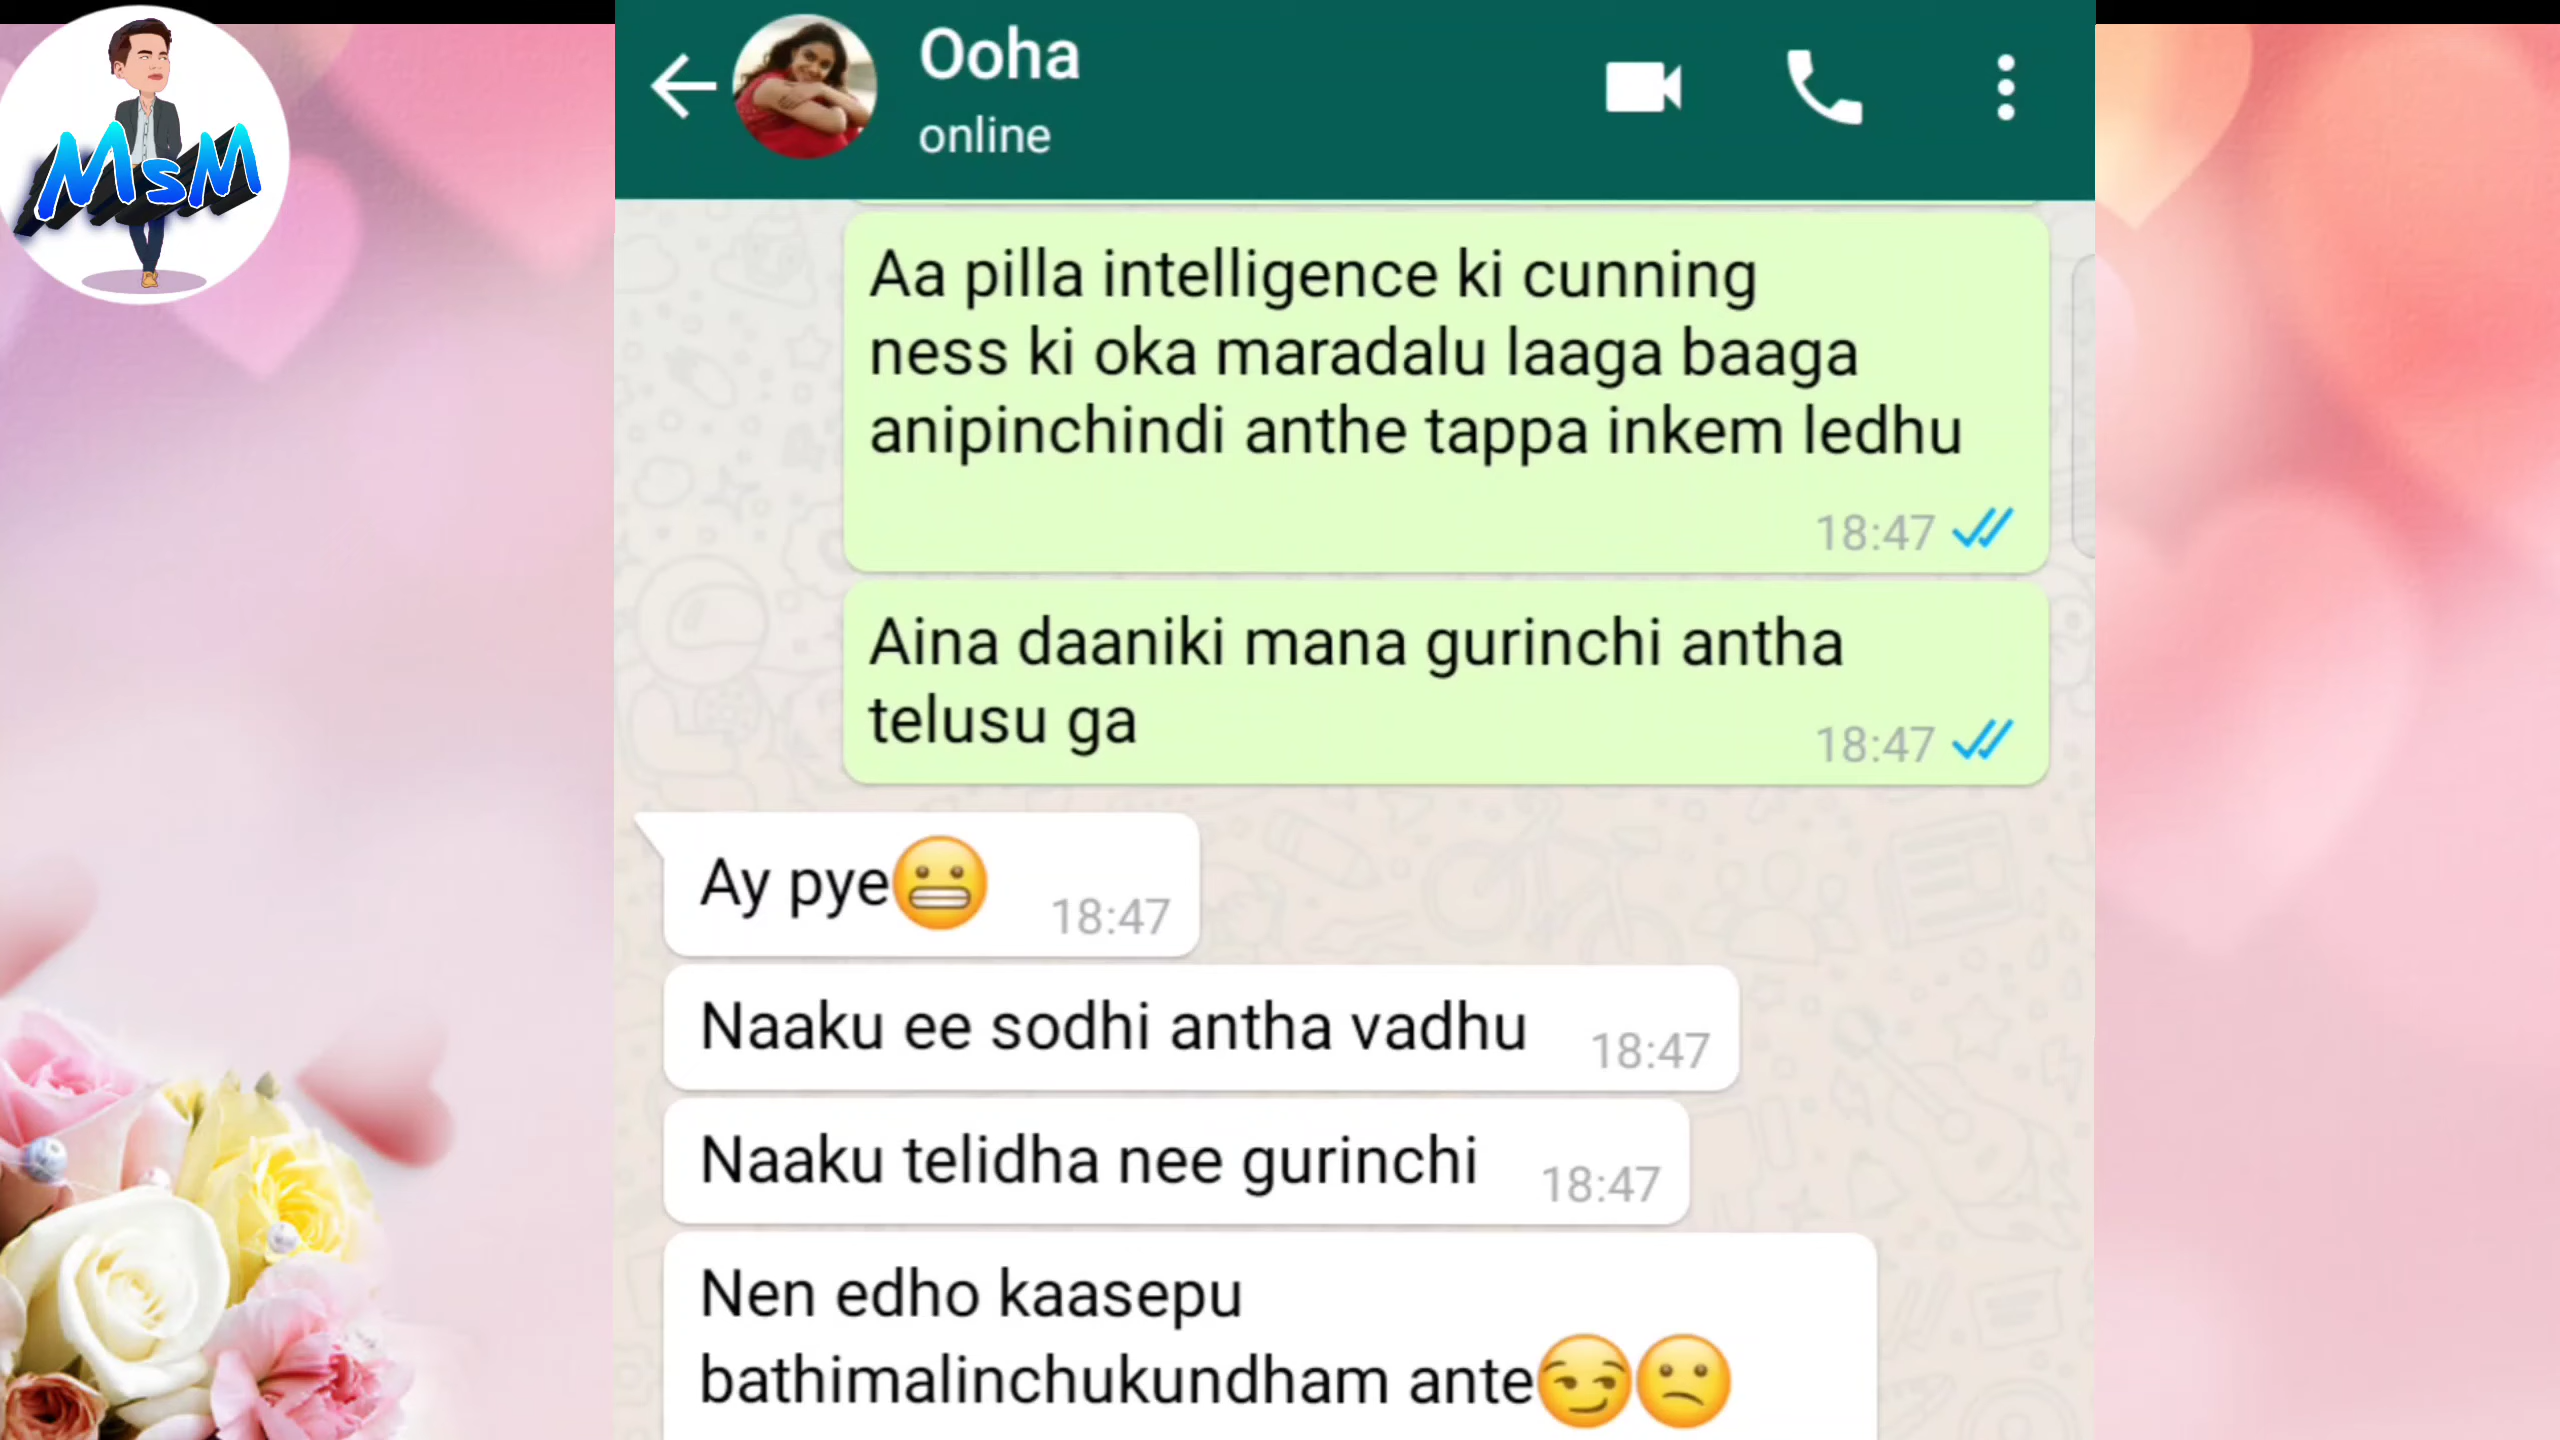 MsM
Ooha
online
Aa pilla intelligence ki cunning
ness ki oka maradalu laaga baaga
anipinchindi anthe tappa inkem ledhu
18:47
Aina daaniki mana gurinchi antha
telusu ga
18:47
Ay pye😬
18:47
Naaku ee sodhi antha vadhu
18:47
Naaku telidha nee gurinchi
18:47
Nen edho kaasepu
bathimalinchukundham ante😏😕